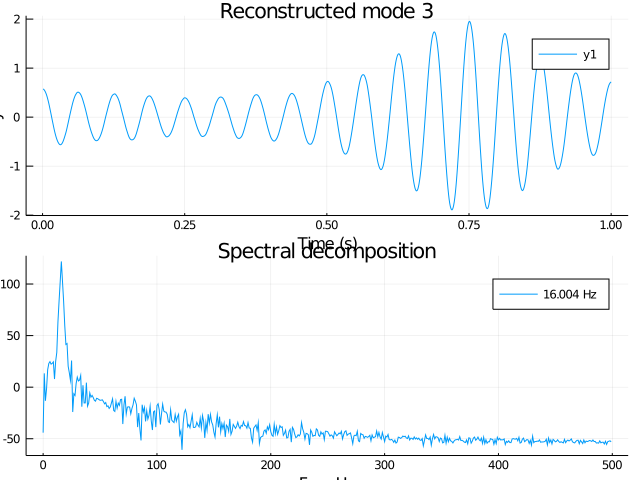 Reconstructed mode 3
2
1
0
-1
-2
y1
0.00 0.25 0.50 0.75 1.00
Time (s)
Spectral decomposition
100
50
0
-50
16.004 Hz
0 100 200 300 400 500